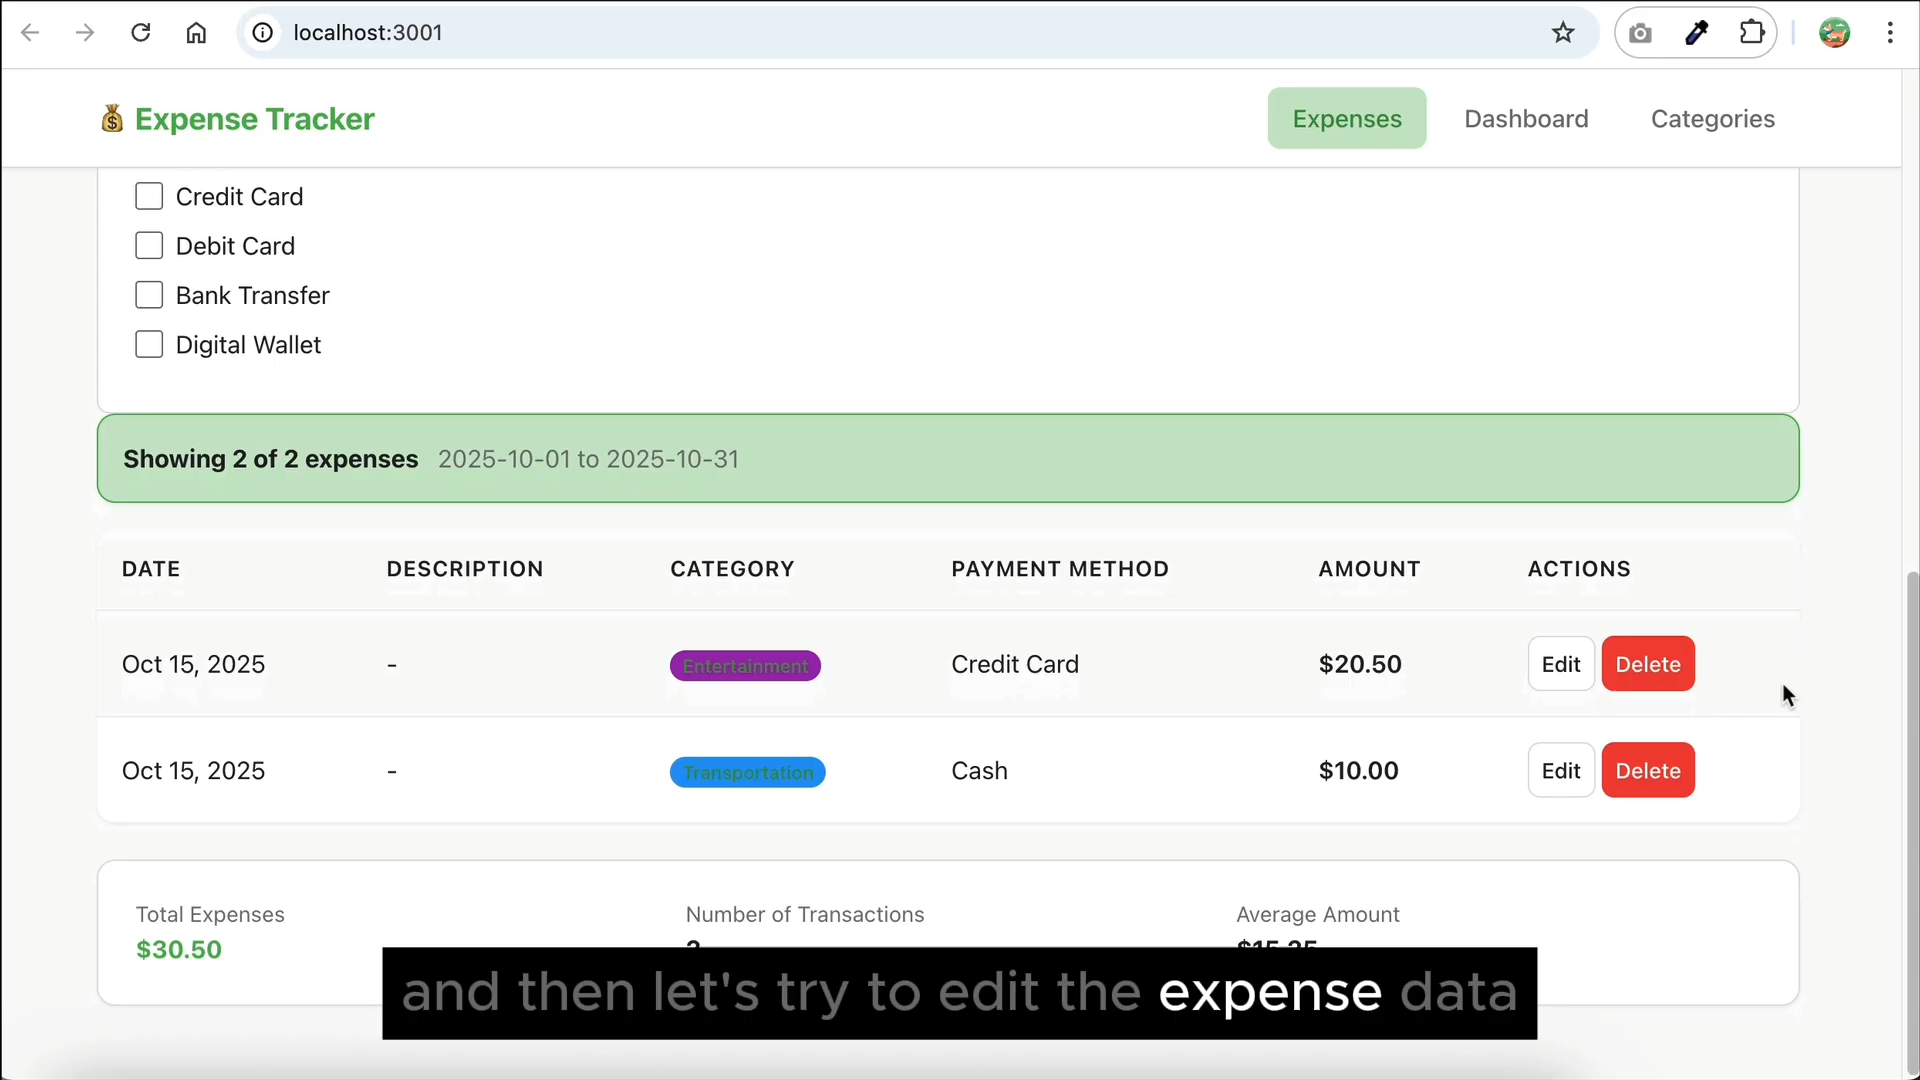 localhost:3001
Expense Tracker
Expenses
Dashboard
Categories
Credit Card
Debit Card
Bank Transfer
Digital Wallet
Showing 2 of 2 expenses 2025-10-01 to 2025-10-31
DATE DESCRIPTION CATEGORY PAYMENT METHOD AMOUNT ACTIONS
Oct 15, 2025 - Entertainment Credit Card $20.50 Edit Delete
Oct 15, 2025 - Transportation Cash $10.00 Edit Delete
Total Expenses Number of Transactions Average Amount
$30.50 2 $15.25
and then let's try to edit the expense data